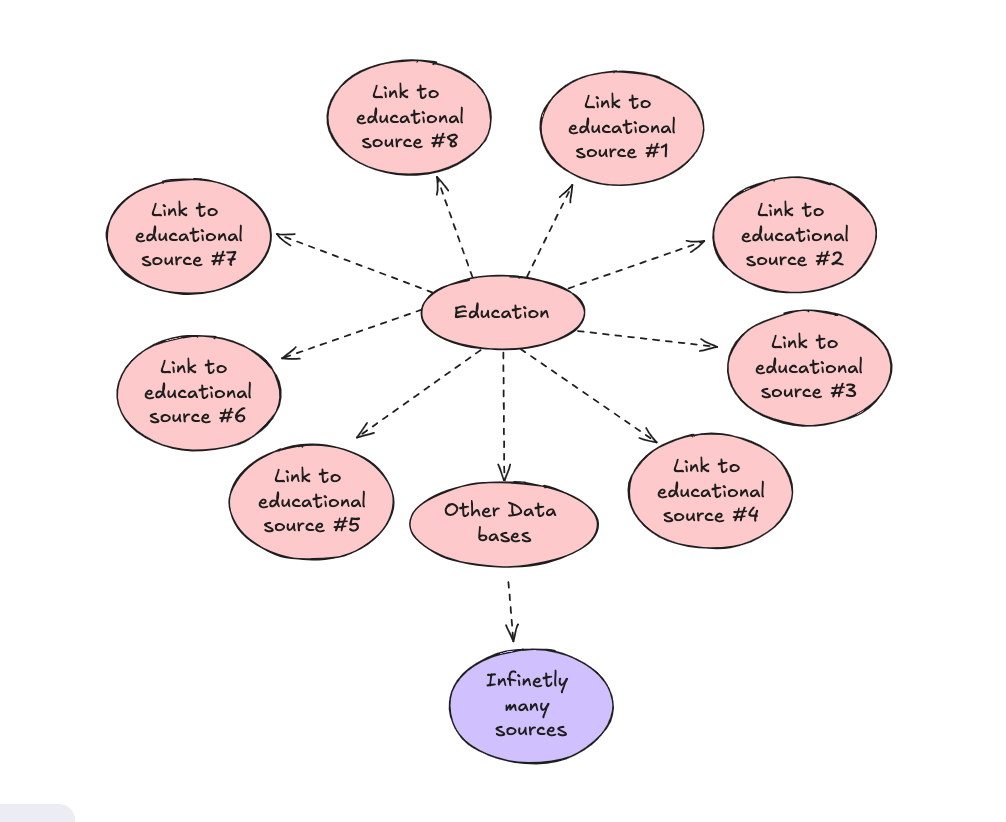 Link to
educational
source #8
Link to
educational
source #1
Link to
educational
source #7
Link to
educational
source #2
Education
Link to
educational
source #6
Link to
educational
source #3
Link to
educational
source #5
Other Data
bases
Link to
educational
source #4
Infinetly
many
sources